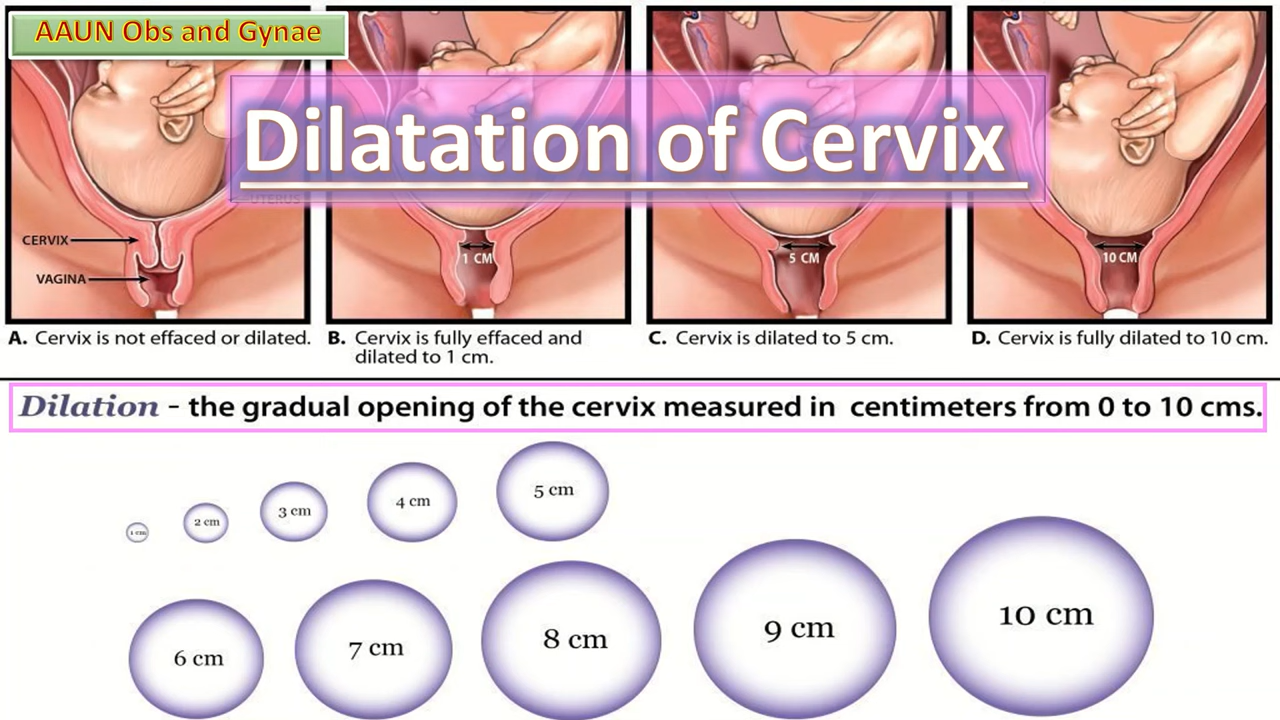 AAUN Obs and Gynae
Dilatation of Cervix
UTERUS
CERVIX
VAGINA
1 CM
5 CM
10 CM
A. Cervix is not effaced or dilated.
B. Cervix is fully effaced and
dilated to 1 cm.
C. Cervix is dilated to 5 cm.
D. Cervix is fully dilated to 10 cm.
Dilation - the gradual opening of the cervix measured in centimeters from 0 to 10 cms.
1 cm
2 cm
3 cm
4 cm
5 cm
6 cm
7 cm
8 cm
9 cm
10 cm